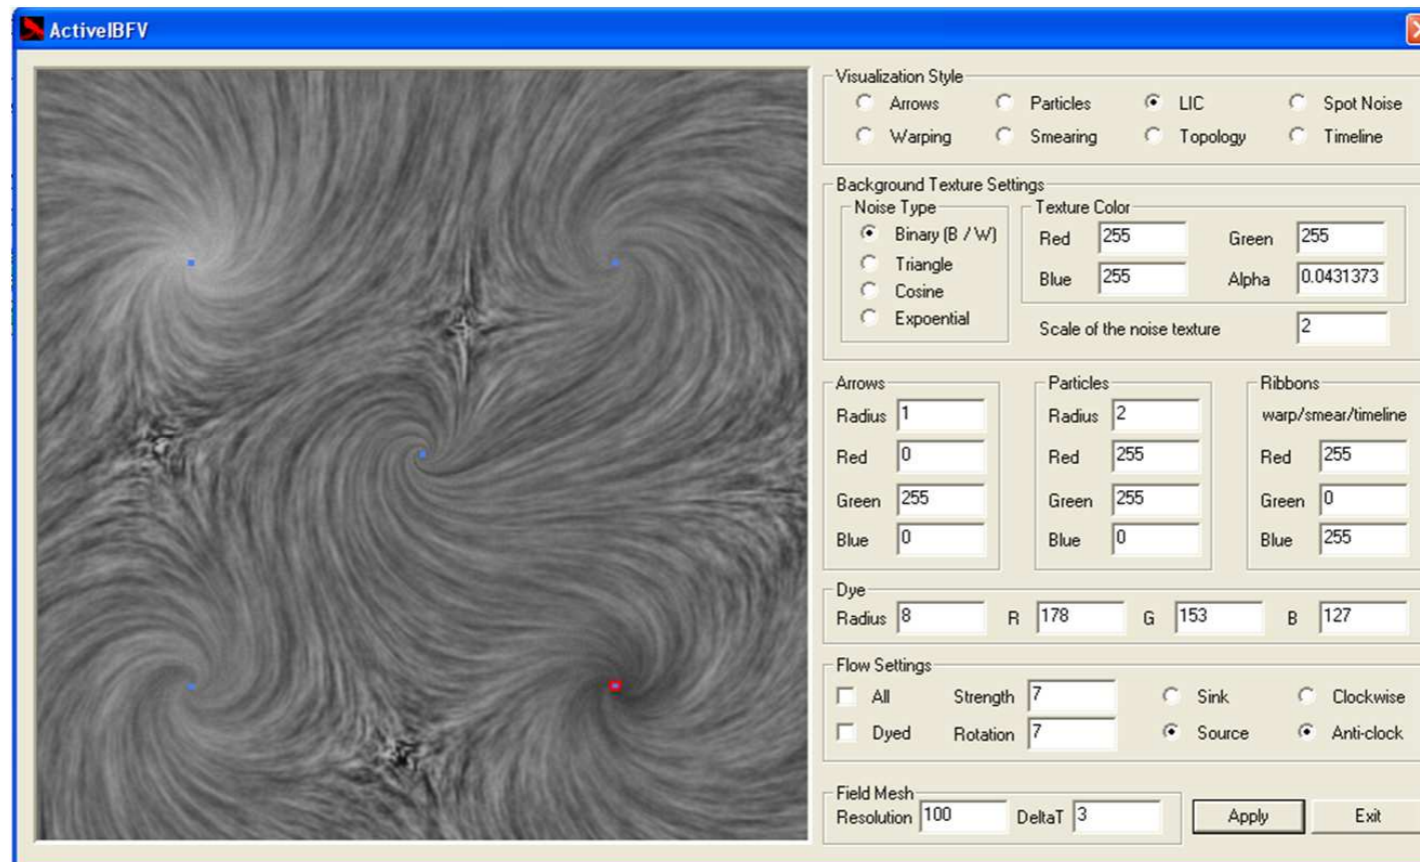 ActiveIBFV
Visualization Style
Arrows Particles LIC Spot Noise
Warping Smearing Topology Timeline
Background Texture Settings
Noise Type
Binary (B / W)
Triangle
Cosine
Expoential
Texture Color
Red 255 Green 255
Blue 255 Alpha 0.0431373
Scale of the noise texture 2
Arrows
Radius 1
Red 0
Green 255
Blue 0
Particles
Radius 2
Red 255
Green 255
Blue 0
Ribbons
warp/smear/timeline
Red 255
Green 0
Blue 255
Dye
Radius 8 R 178 G 153 B 127
Flow Settings
All Strength 7 Sink Clockwise
Dyed Rotation 7 Source Anti-clock
Field Mesh
Resolution 100 DeltaT 3 Apply Exit